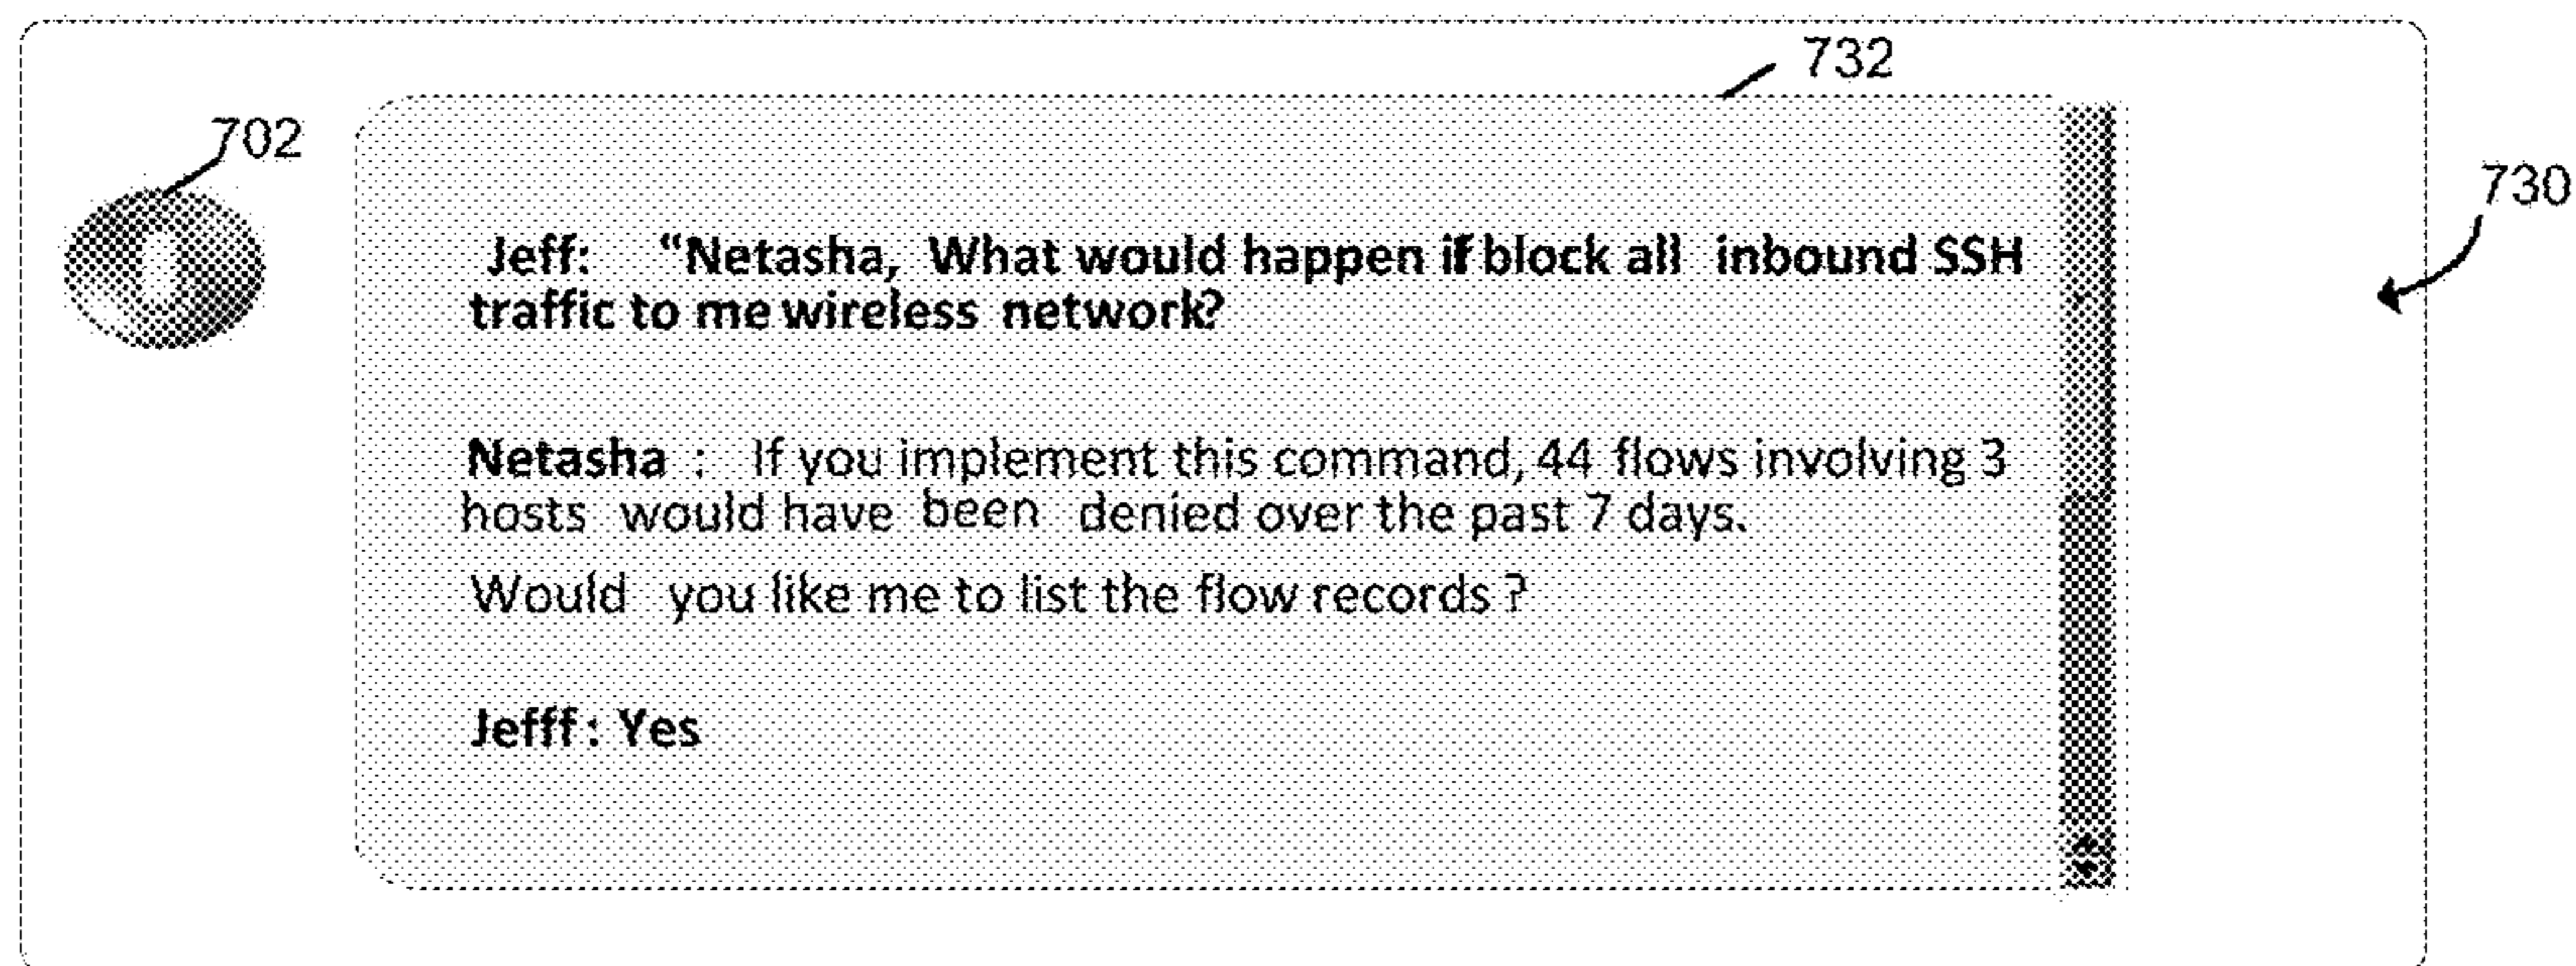 732
702
730
Jeff: "Netasha, What would happen if block all inbound SSH
traffic to me wireless network?
Netasha : If you implement this command, 44 flows involving 3
hosts would have been denied over the past 7 days.
Would you like me to list the flow records ?
Jefff : Yes